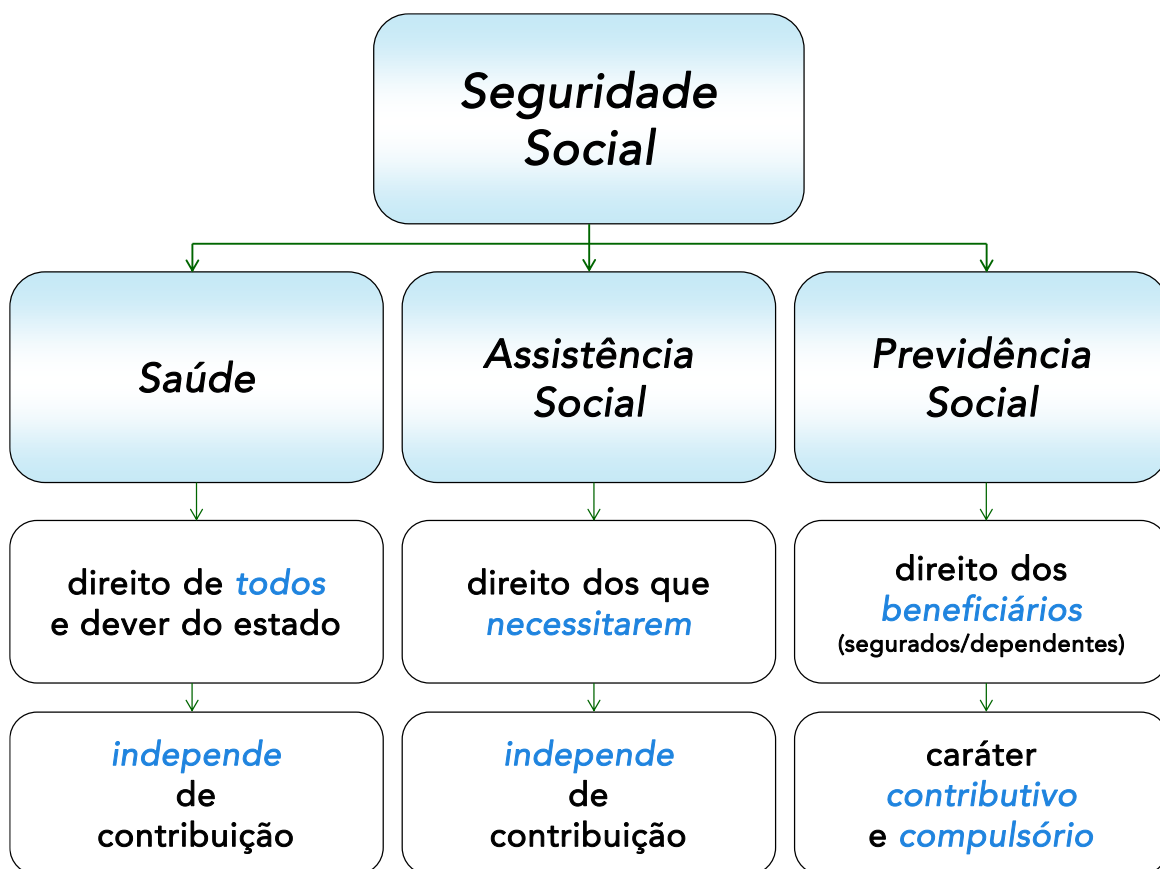 Seguridade
Social
Saúde
Assistência
Social
Previdência
Social
direito de todos
e dever do estado
direito dos que
necessitarem
direito dos
beneficiários
(segurados/dependentes)
independe
de
contribuição
independe
de
contribuição
caráter
contributivo
e compulsório